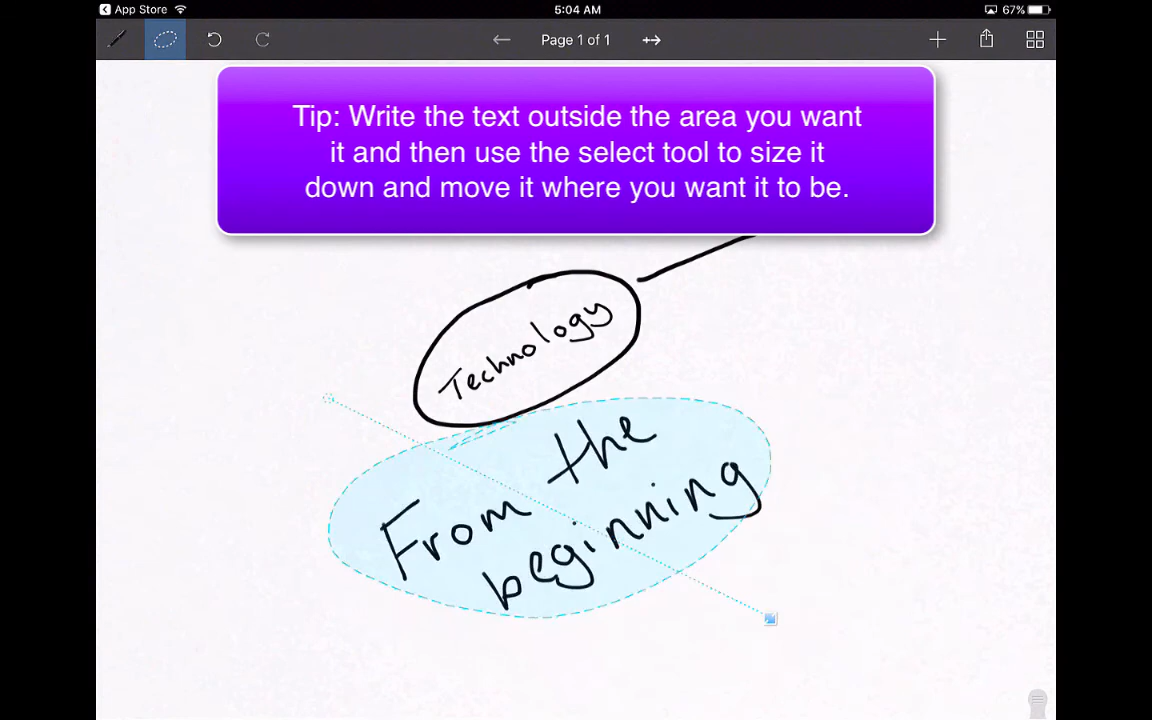 App Store
5:04 AM
67%
Page 1 of 1
Tip: Write the text outside the area you want
it and then use the select tool to size it
down and move it where you want it to be.
Technology
From the
beginning